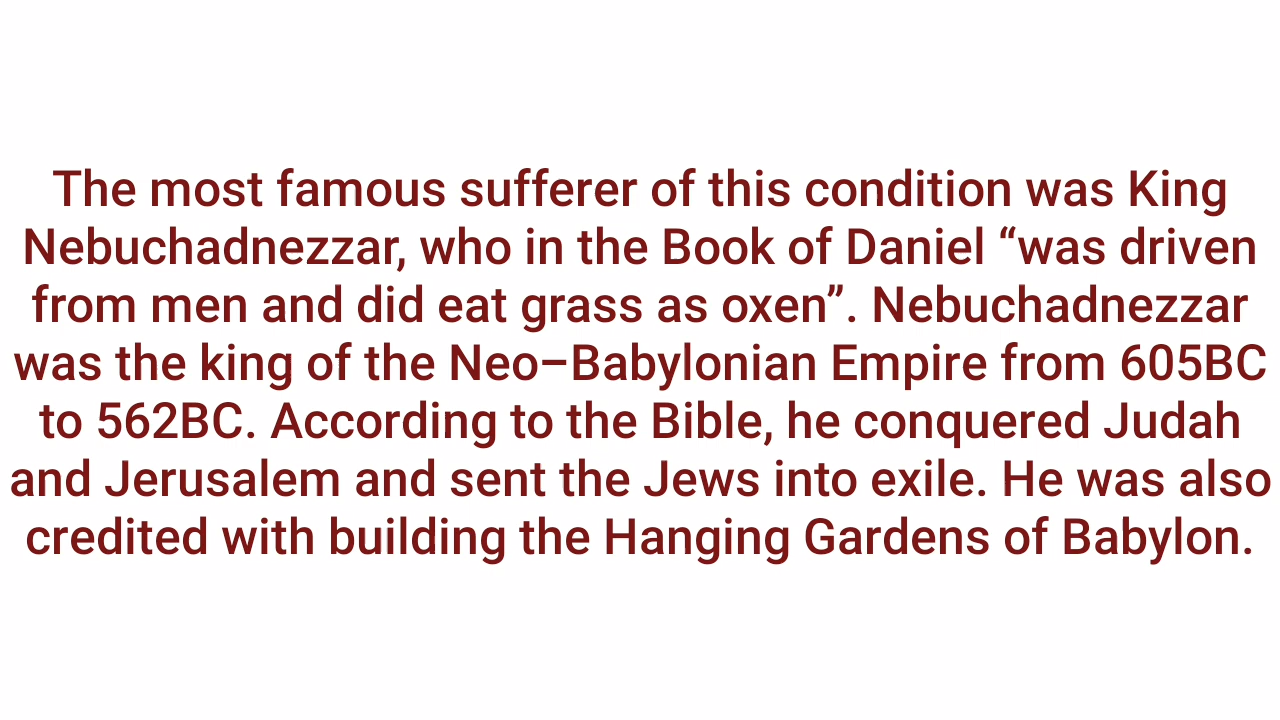 The most famous sufferer of this condition was King
Nebuchadnezzar, who in the Book of Daniel “was driven
from men and did eat grass as oxen”. Nebuchadnezzar
was the king of the Neo–Babylonian Empire from 605BC
to 562BC. According to the Bible, he conquered Judah
and Jerusalem and sent the Jews into exile. He was also
credited with building the Hanging Gardens of Babylon.